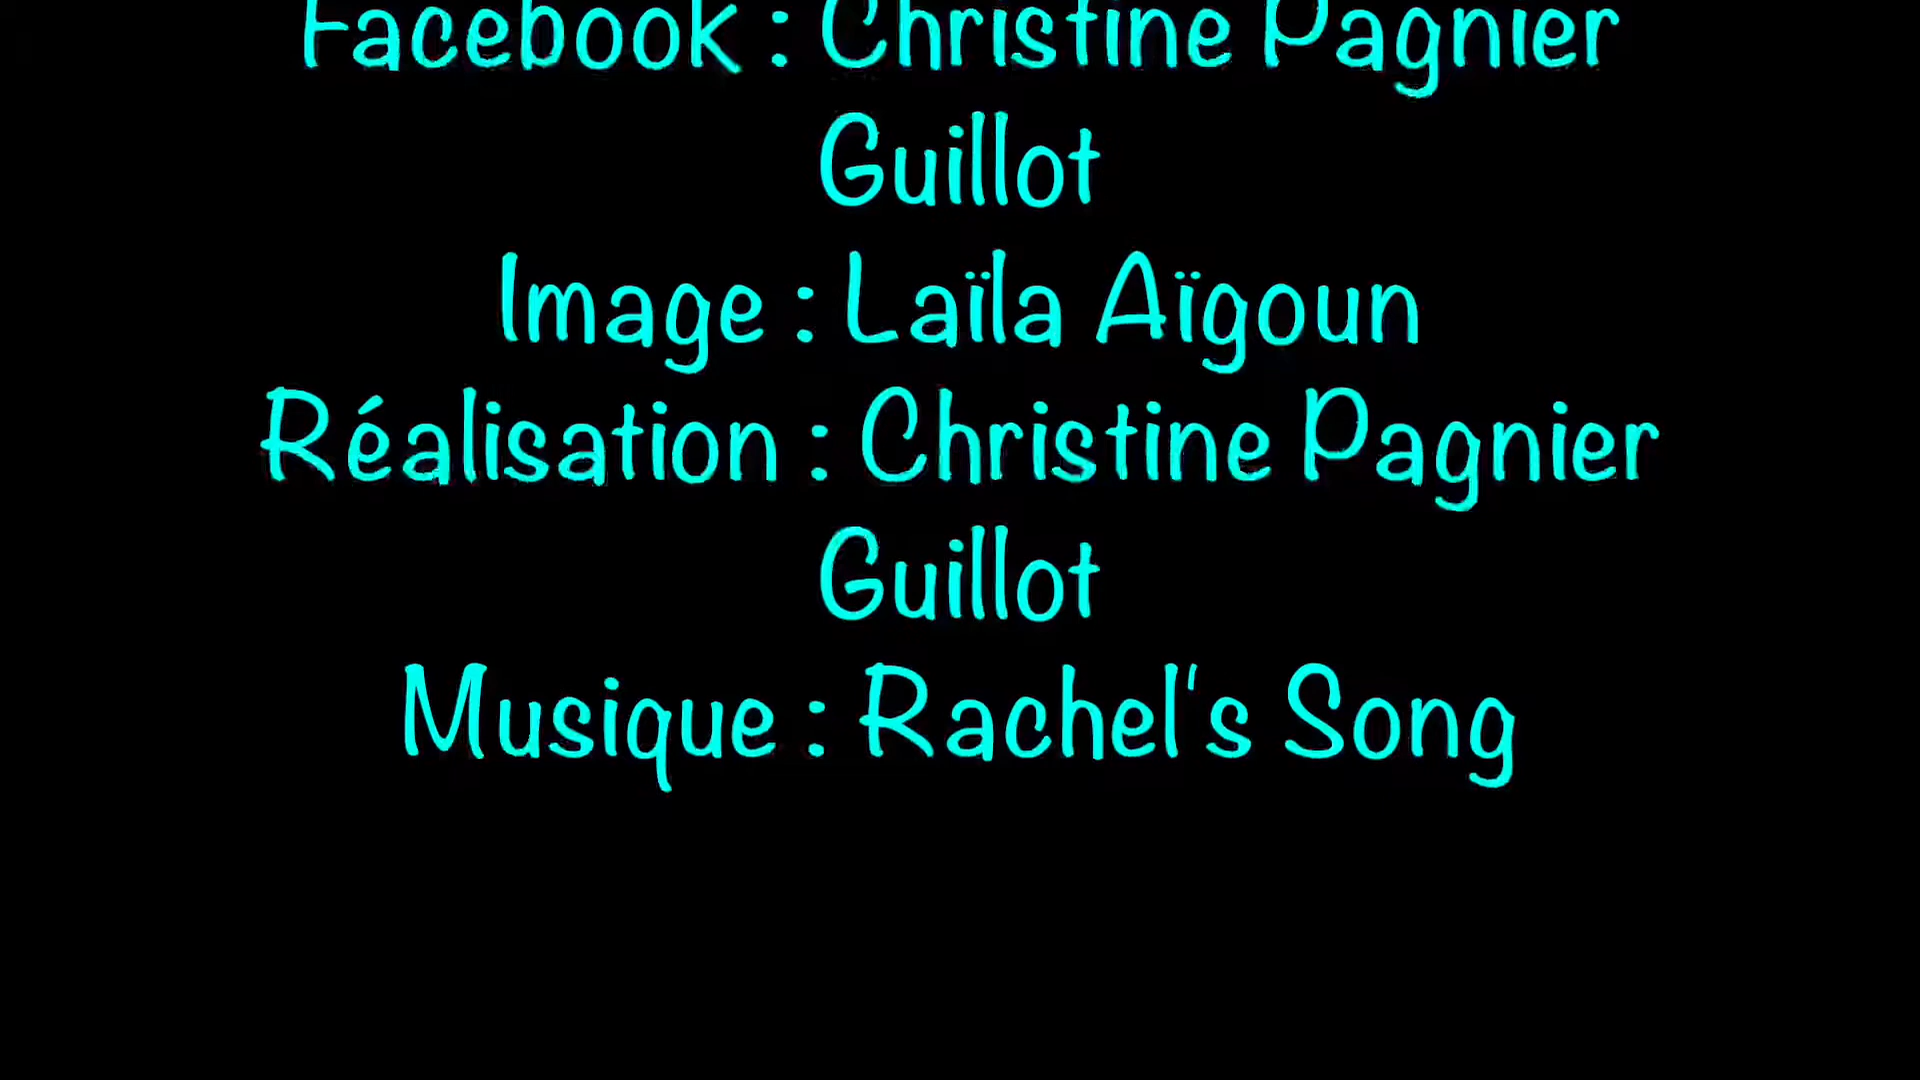 Facebook : Christine Pagnier
Guillot
Image : Laïla Aïgoun
Réalisation : Christine Pagnier
Guillot
Musique : Rachel's Song